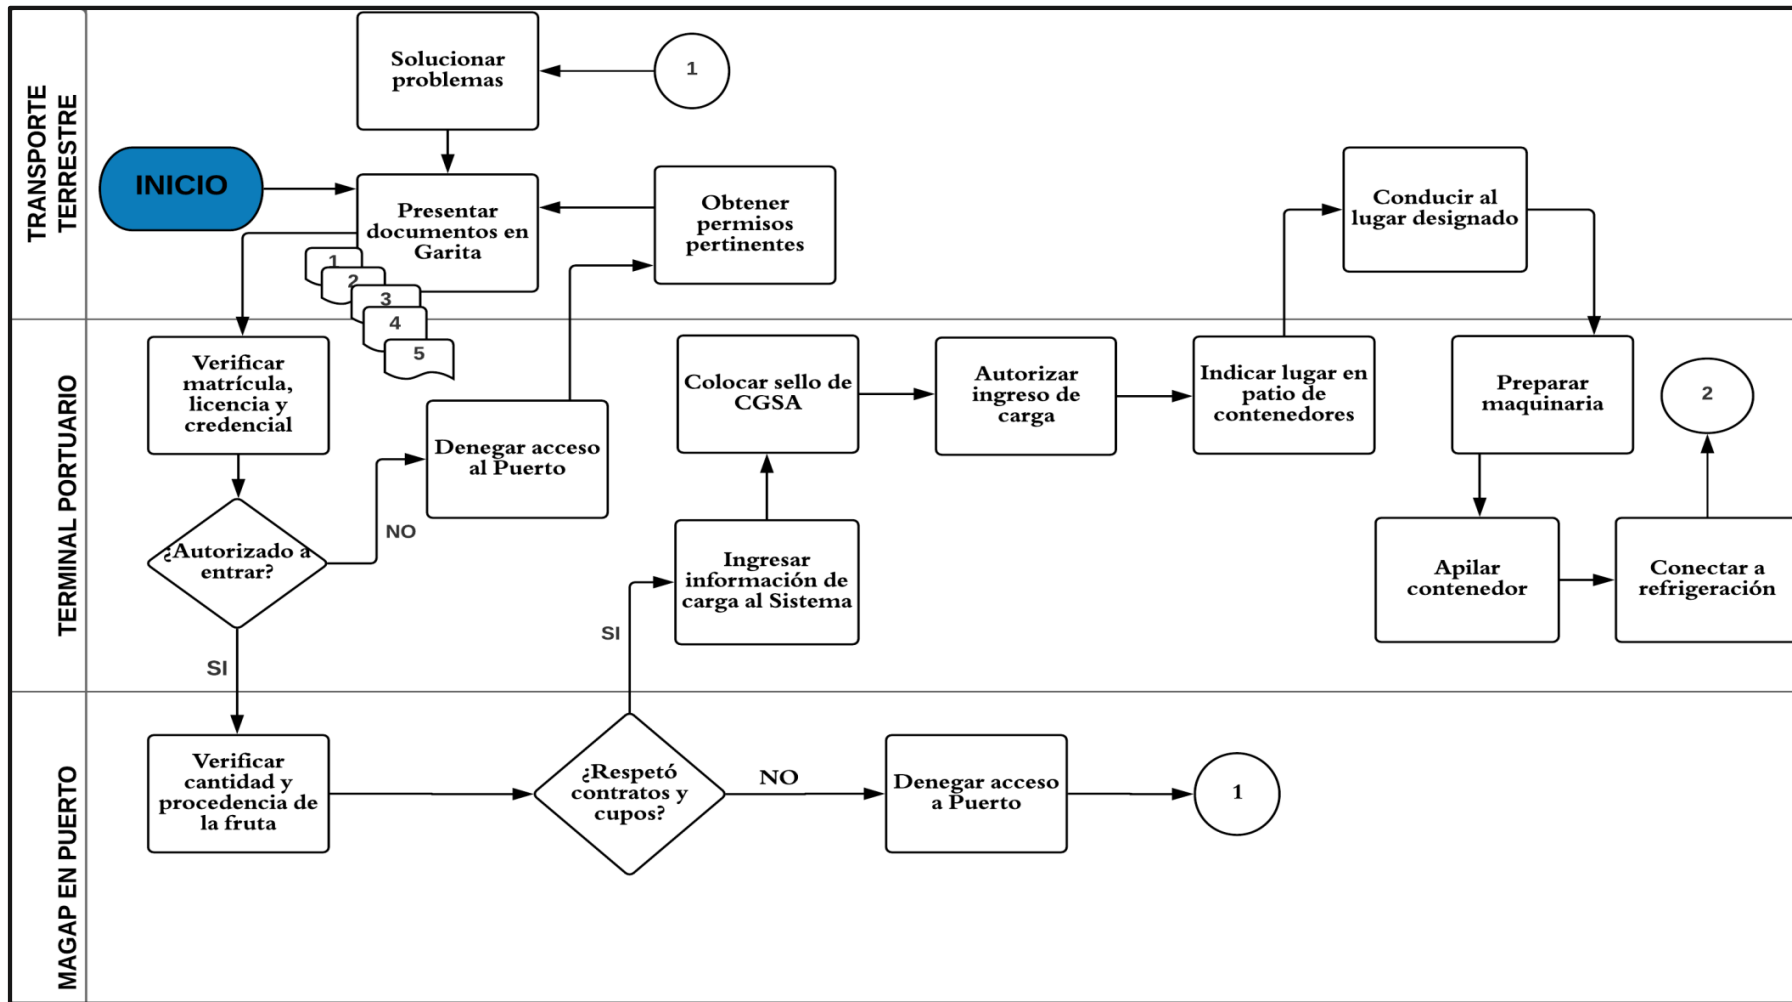 TRANSPORTE
TERRESTRE
Solucionar
problemas
1
INICIO
Presentar
documentos en
Garita
1
2
3
4
5
Obtener
permisos
pertinentes
Conducir al
lugar designado
TERMINAL PORTUARIO
Verificar
matrícula,
licencia y
credencial
¿Autorizado a
entrar?
NO
SI
Denegar acceso
al Puerto
Colocar sello de
CGSA
Ingresar
información de
carga al Sistema
SI
Autorizar
ingreso de
carga
Indicar lugar en
patio de
contenedores
Preparar
maquinaria
2
Apilar
contenedor
Conectar a
refrigeración
MAGAP EN PUERTO
Verificar
cantidad y
procedencia de
la fruta
¿Respetó
contratos y
cupos?
NO
Denegar acceso
a Puerto
1